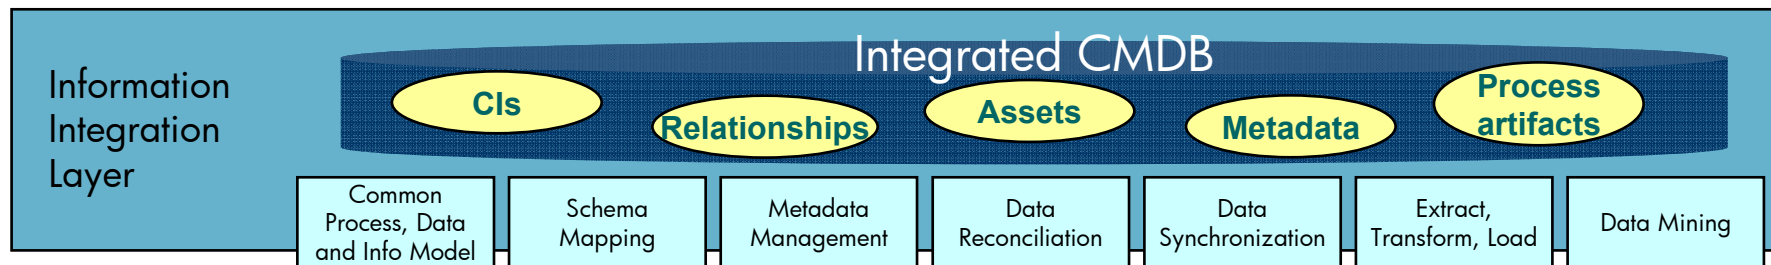 Information
Integration
Layer
Integrated CMDB
CIs
Relationships
Assets
Metadata
Process
artifacts
Common
Process, Data
and Info Model
Schema
Mapping
Metadata
Management
Data
Reconciliation
Data
Synchronization
Extract,
Transform, Load
Data Mining